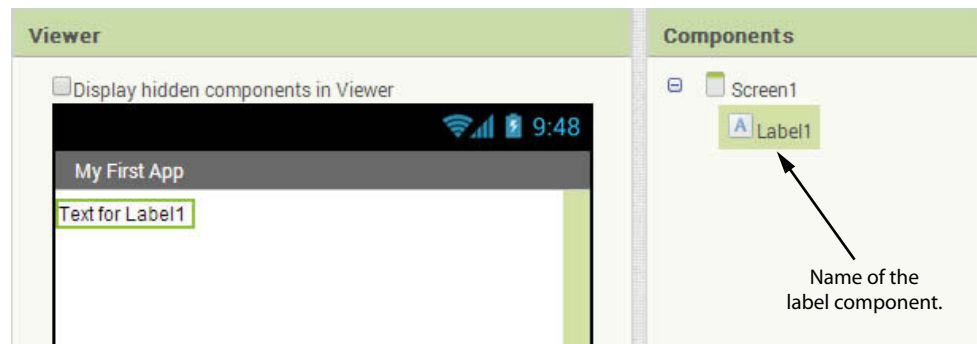 Viewer
Components
Display hidden components in Viewer
9:48
My First App
Text for Label1
Screen1
A Label1
Name of the
label component.